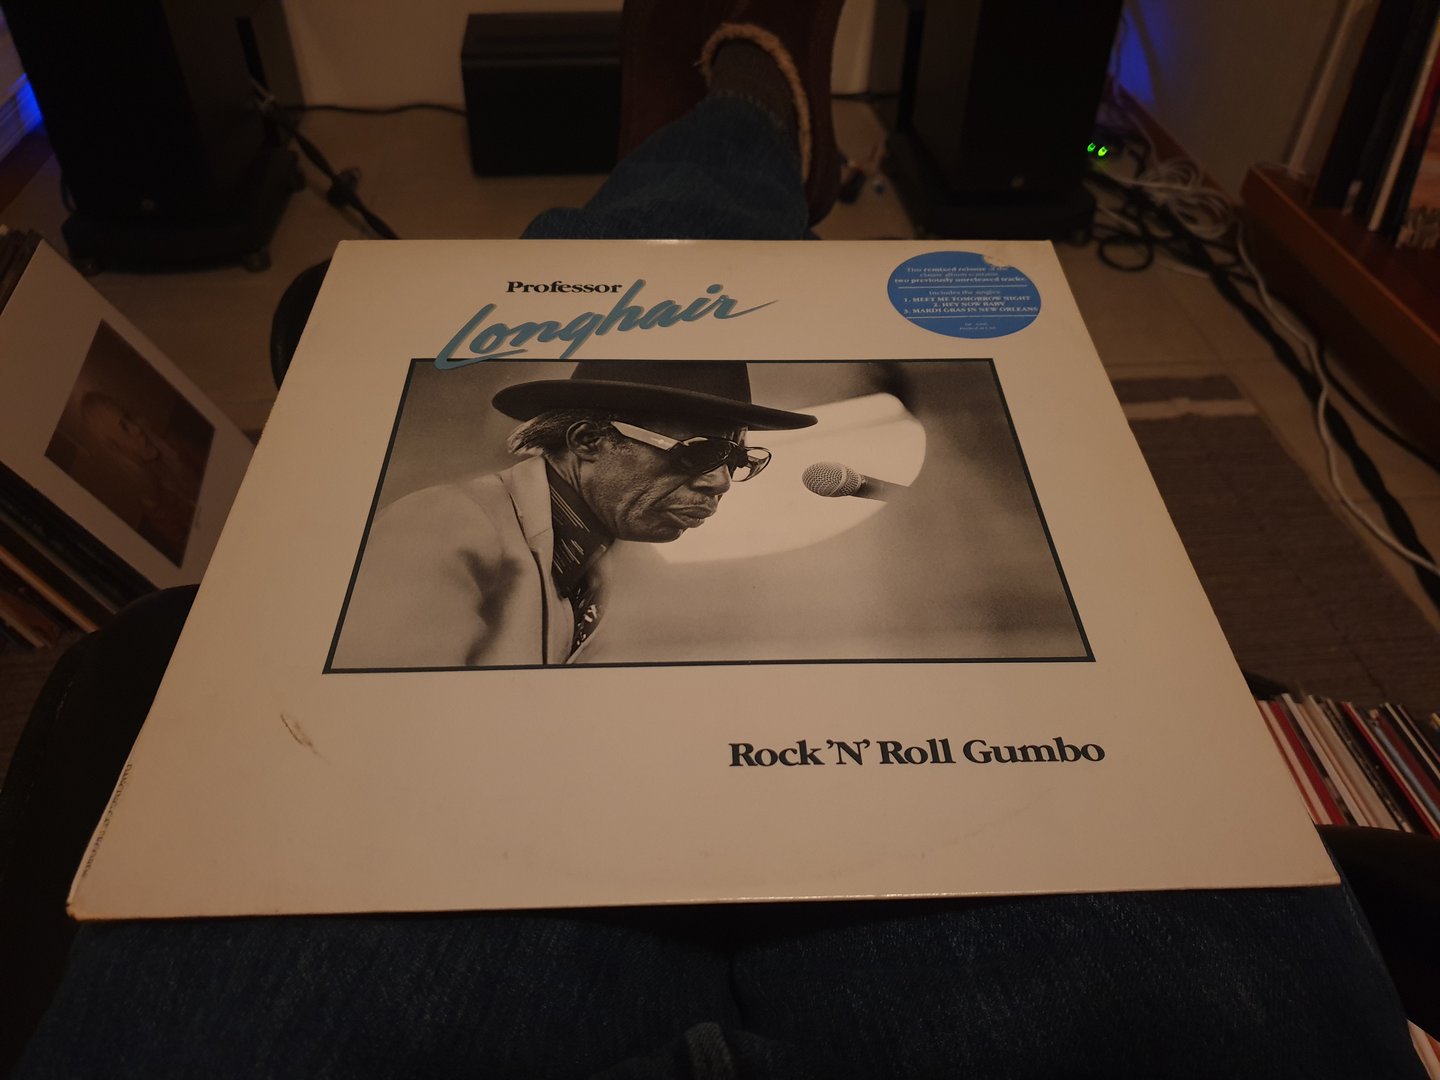 Professor
Longhair
This remixed reissue of the
classic album contains
two previously unreleased tracks.
Includes the singles:
1. MEET ME TOMORROW NIGHT
2. HEY NOW BABY
3. MARDI GRAS IN NEW ORLEANS
Rock 'N' Roll Gumbo